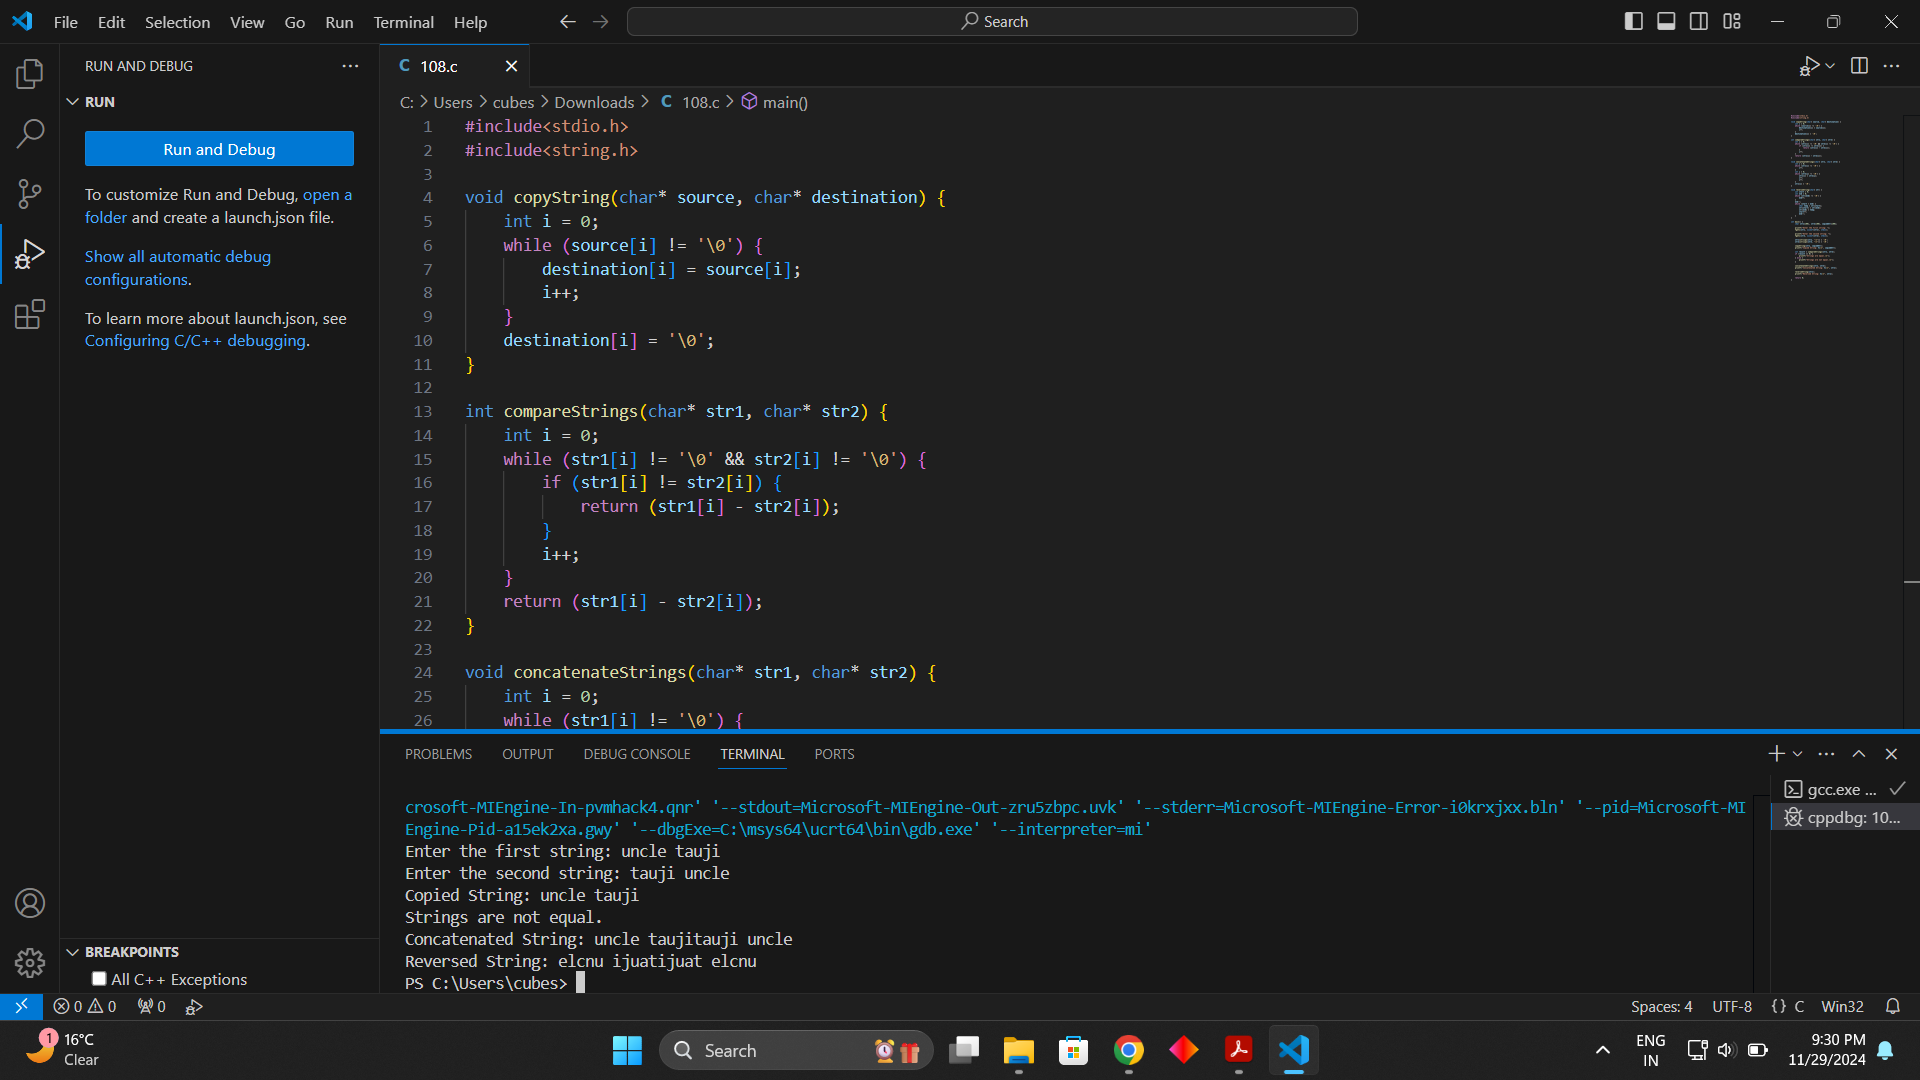 File Edit Selection View Go Run Terminal Help
Search
RUN AND DEBUG
RUN
Run and Debug
To customize Run and Debug, open a
folder and create a launch.json file.
Show all automatic debug
configurations.
To learn more about launch.json, see
Configuring C/C++ debugging.
BREAKPOINTS
All C++ Exceptions
C 108.c
C: > Users > cubes > Downloads > C 108.c > main()
1 #include<stdio.h>
2 #include<string.h>
3
4 void copyString(char* source, char* destination) {
5 int i = 0;
6 while (source[i] != '\0') {
7 destination[i] = source[i];
8 i++;
9 }
10 destination[i] = '\0';
11 }
12
13 int compareStrings(char* str1, char* str2) {
14 int i = 0;
15 while (str1[i] != '\0' && str2[i] != '\0') {
16 if (str1[i] != str2[i]) {
17 return (str1[i] - str2[i]);
18 }
19 i++;
20 }
21 return (str1[i] - str2[i]);
22 }
23
24 void concatenateStrings(char* str1, char* str2) {
25 int i = 0;
26 while (str1[i] != '\0') {
PROBLEMS OUTPUT DEBUG CONSOLE TERMINAL PORTS
crosoft-MIEngine-In-pvmhack4.qnr' '--stdout=Microsoft-MIEngine-Out-zru5zbpc.uvk' '--stderr=Microsoft-MIEngine-Error-i0krxjxx.bln' '--pid=Microsoft-MI
Engine-Pid-a15ek2xa.gwy' '--dbgExe=C:\msys64\ucrt64\bin\gdb.exe' '--interpreter=mi'
Enter the first string: uncle tauji
Enter the second string: tauji uncle
Copied String: uncle tauji
Strings are not equal.
Concatenated String: uncle taujitauji uncle
Reversed String: elcnu ijuatijuat elcnu
PS C:\Users\cubes>
gcc.exe ...
cppdbg: 10...
0 0 0
Spaces: 4 UTF-8 {} C Win32
1
16°C
Clear
Search
ENG
IN
9:30 PM
11/29/2024